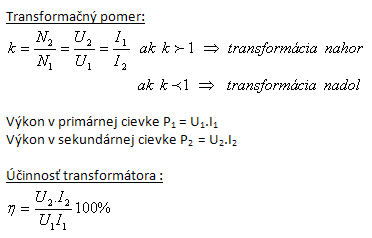 Transformačný pomer:
k = N₂/N₁ = U₂/U₁ = I₁/I₂ ak k ≻ 1 ⇒ transformácia nahor
ak k ≺ 1 ⇒ transformácia nadol
Výkon v primárnej cievke P₁ = U₁.I₁
Výkon v sekundárnej cievke P₂ = U₂.I₂
Účinnosť transformátora :
η = U₂.I₂/U₁I₁ 100%